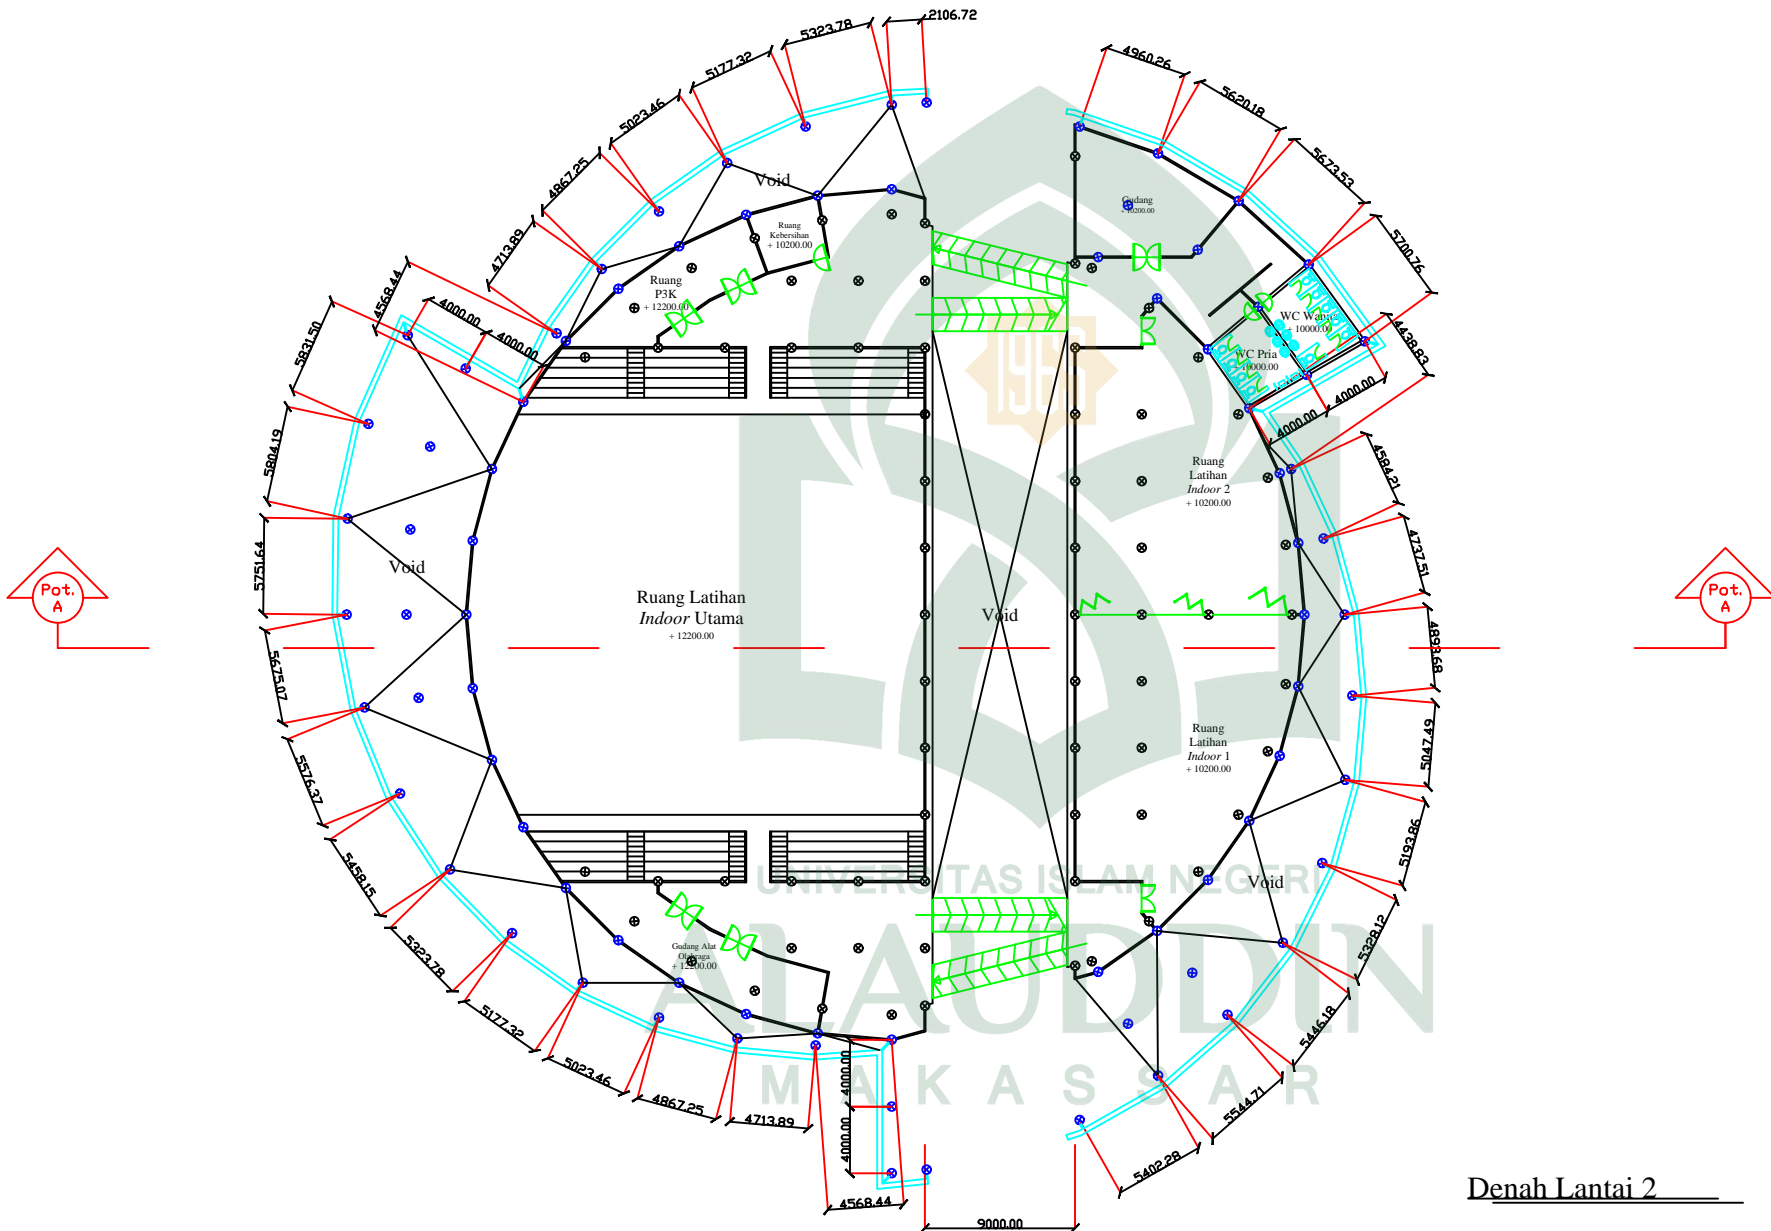 2106.72
5323.78
5177.32
5023.46
4867.25
4713.89
4568.44
4000.00
4000.00
5831.50
5804.19
5751.64
5675.07
5576.37
5458.15
5323.78
5177.32
5023.46
4867.25
4713.89
4568.44
4000.00
4000.00
9000.00
4960.26
5620.18
5673.53
5700.76
4438.83
4000.00
4000.00
4584.21
4737.51
4893.68
5047.49
5193.86
5328.12
5446.18
5544.71
5402.28
Void
Ruang
Kebersihan
+ 10200.00
Ruang
P3K
+ 12200.00
Gudang
+ 10200.00
WC Wanita
+ 10000.00
WC Pria
+ 10000.00
1965
Ruang
Latihan
Indoor 2
+ 10200.00
Void
Ruang Latihan
Indoor Utama
+ 12200.00
Void
Pot.
A
Pot.
A
Ruang
Latihan
Indoor 1
+ 10200.00
Void
Gudang Alat
Olahraga
+ 12200.00
UNIVERSITAS ISLAM NEGERI
ALAUDDIN
MAKASSAR
Denah Lantai 2